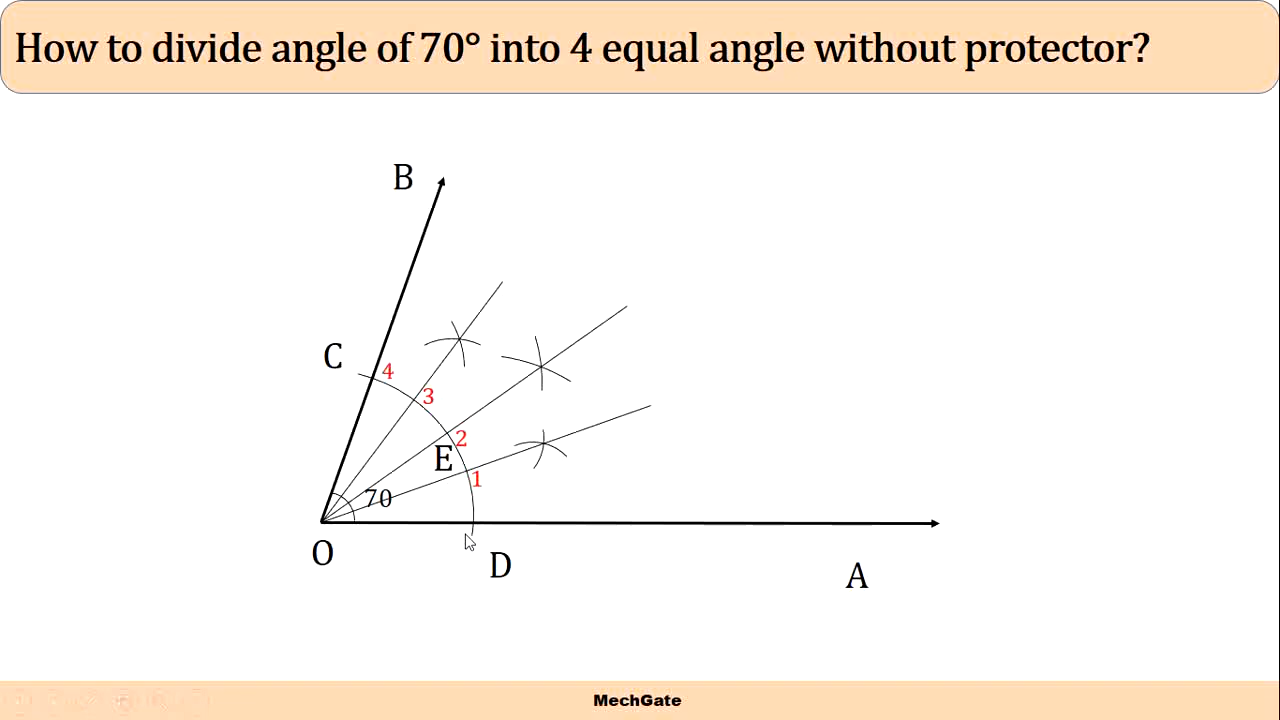 How to divide angle of 70° into 4 equal angle without protector?
B
C
4
3
2
E
1
70
O
D
A
MechGate